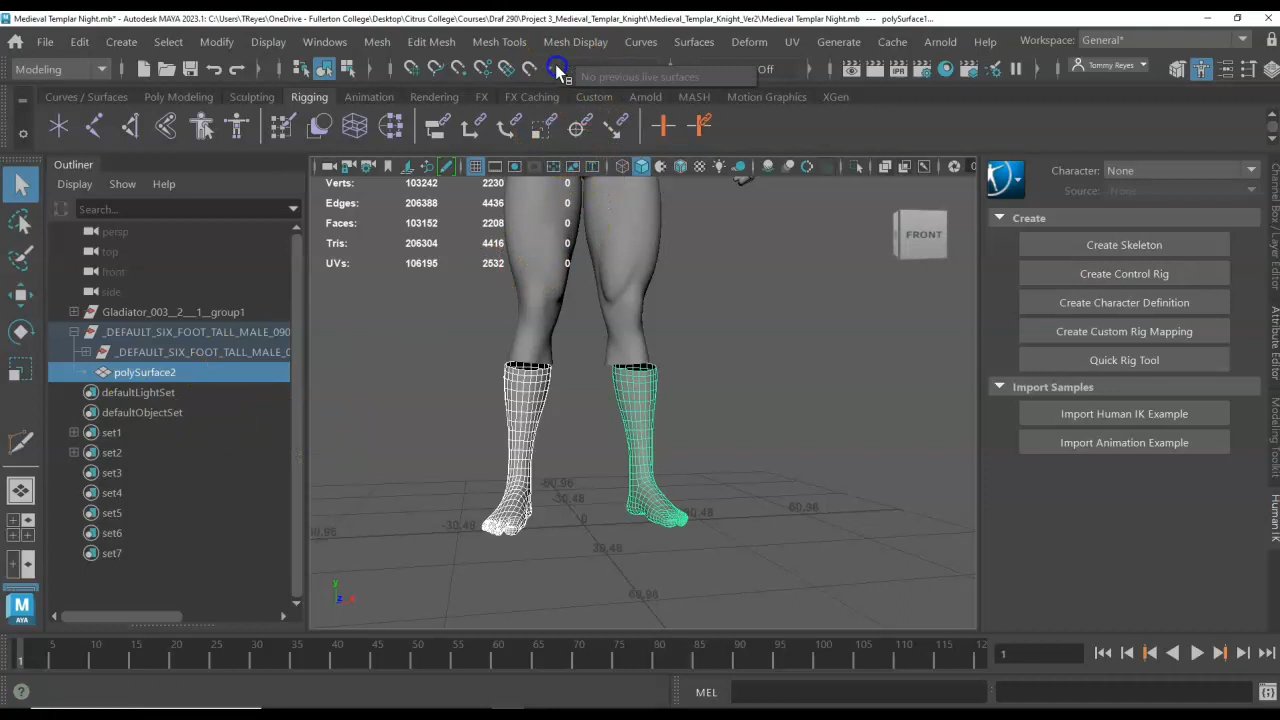 Medieval Templar Night.mb* - Autodesk MAYA 2023.1: C:\Users\TReyes\OneDrive - Fullerton College\Desktop\Citrus College\Courses\Draf 290\Project 3_Medieval_Templar_Knight\Medieval_Templar_Knight_Ver2\Medieval Templar Night.mb --- polySurface1...
File Edit Create Select Modify Display Windows Mesh Edit Mesh Mesh Tools Mesh Display Curves Surfaces Deform UV Generate Cache Arnold Help Workspace: General*
Modeling No previous live surfaces Off IPR Tommy Reyes
Curves / Surfaces Poly Modeling Sculpting Rigging Animation Rendering FX FX Caching Custom Arnold MASH Motion Graphics XGen
Outliner
Display Show Help
Search...
persp
top
front
side
Gladiator_003__2___1__group1
_DEFAULT_SIX_FOOT_TALL_MALE_090
_DEFAULT_SIX_FOOT_TALL_MALE_0
polySurface2
defaultLightSet
defaultObjectSet
set1
set2
set3
set4
set5
set6
set7
Verts: 103242 2230 0
Edges: 206388 4436 0
Faces: 103152 2208 0
Tris: 206304 4416 0
UVs: 106195 2532 0
FRONT
30.48
60.96
y
z x
Character: None
Source:
Create
Create Skeleton
Create Control Rig
Create Character Definition
Create Custom Rig Mapping
Quick Rig Tool
Import Samples
Import Human IK Example
Import Animation Example
Channel Box / Layer Editor
Attribute Editor
Modeling Toolkit
Human IK
M
AYA
5 10 15 20 25 30 35 40 45 50 55 60 65 70 75 80 85 90 95 100 105 110 115 12
1
1
MEL